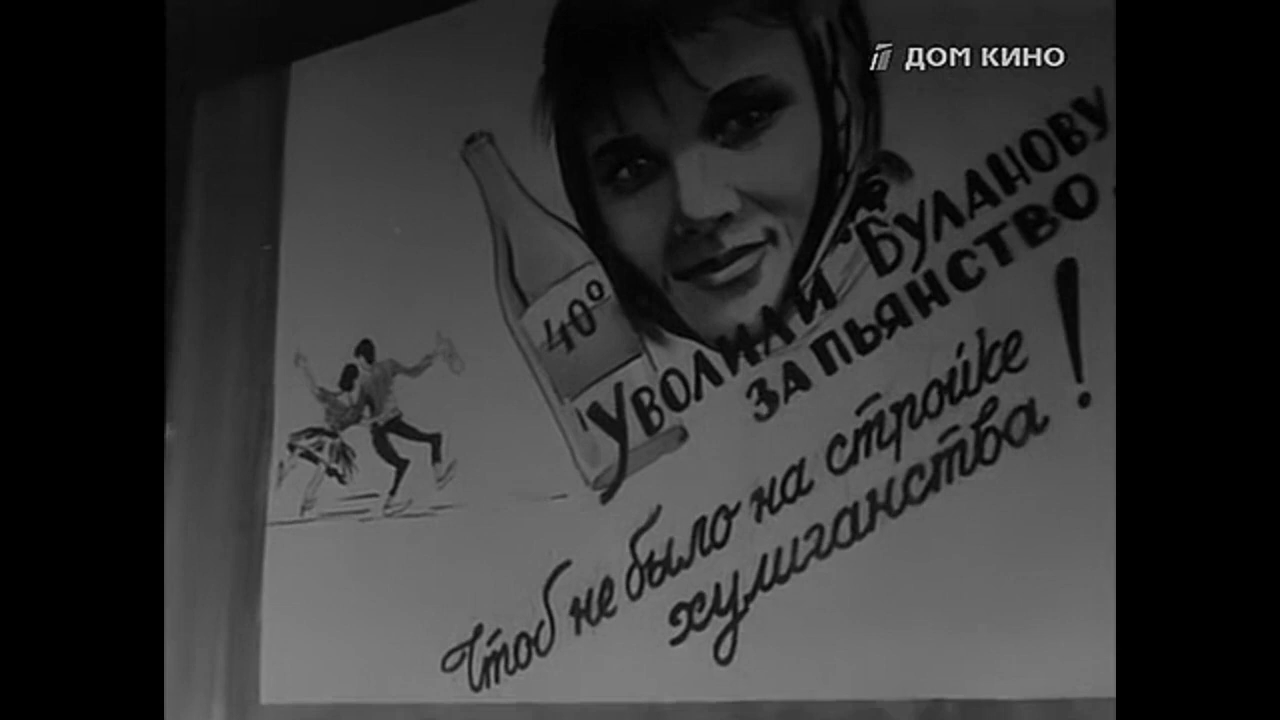 ДОМ КИНО
40°
УВОЛИЛИ БУЛАНОВУ
ЗА ПЬЯНСТВО,
Чтоб не было на стройке
хулиганства!